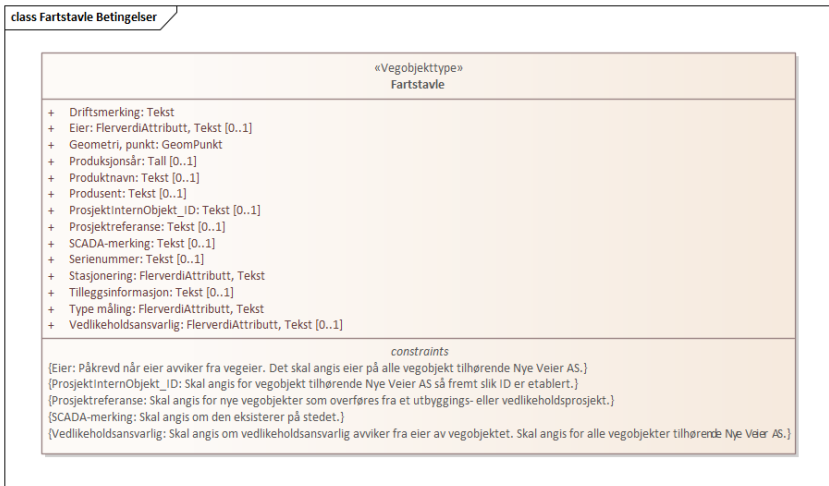 class Fartstavle Betingelser
«Vegobjekttype»
Fartstavle
+ Driftsmerking: Tekst
+ Eier: FlerverdiAttributt, Tekst [0..1]
+ Geometri, punkt: GeomPunkt
+ Produksjonsår: Tall [0..1]
+ Produktnavn: Tekst [0..1]
+ Produsent: Tekst [0..1]
+ ProsjektInternObjekt_ID: Tekst [0..1]
+ Prosjektreferanse: Tekst [0..1]
+ SCADA-merking: Tekst [0..1]
+ Serienummer: Tekst [0..1]
+ Stasjonering: FlerverdiAttributt, Tekst
+ Tilleggsinformasjon: Tekst [0..1]
+ Type måling: FlerverdiAttributt, Tekst
+ Vedlikeholdsansvarlig: FlerverdiAttributt, Tekst [0..1]
constraints
{Eier: Påkrevd når eier avviker fra vegeier. Det skal angis eier på alle vegobjekt tilhørende Nye Veier AS.}
{ProsjektInternObjekt_ID: Skal angis for vegobjekt tilhørende Nye Veier AS så fremt slik ID er etablert.}
{Prosjektreferanse: Skal angis for nye vegobjekter som overføres fra et utbyggings- eller vedlikeholdsprosjekt.}
{SCADA-merking: Skal angis om den eksisterer på stedet.}
{Vedlikeholdsansvarlig: Skal angis om vedlikeholdsansvarlig avviker fra eier av vegobjektet. Skal angis for alle vegobjekter tilhørende Nye Veier AS.}